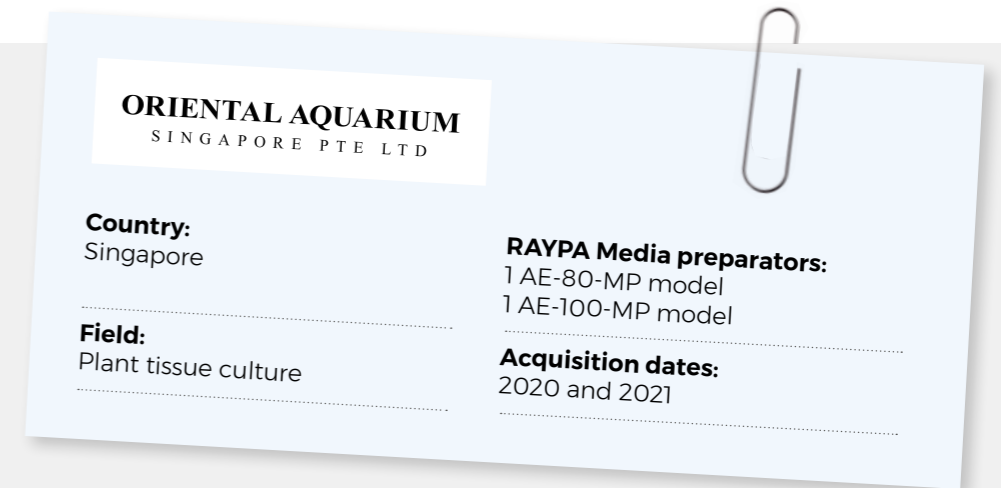 ORIENTAL AQUARIUM
SINGAPORE PTE LTD
Country:
Singapore
Field:
Plant tissue culture
RAYPA Media preparators:
1 AE-80-MP model
1 AE-100-MP model
Acquisition dates:
2020 and 2021